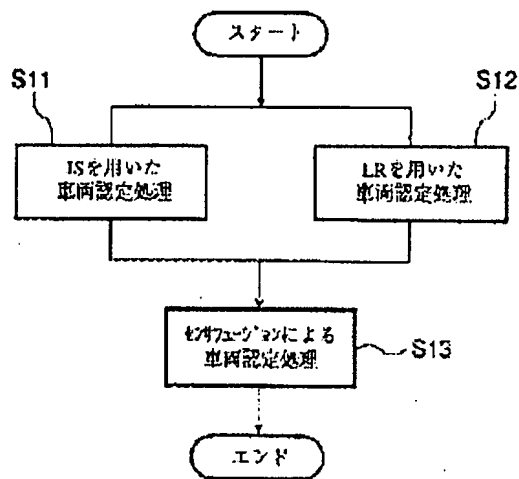 スタート
S11
S12
ISを用いた
車両認定処理
LRを用いた
車両認定処理
センサフュージョンによる
車両認定処理
S13
エンド